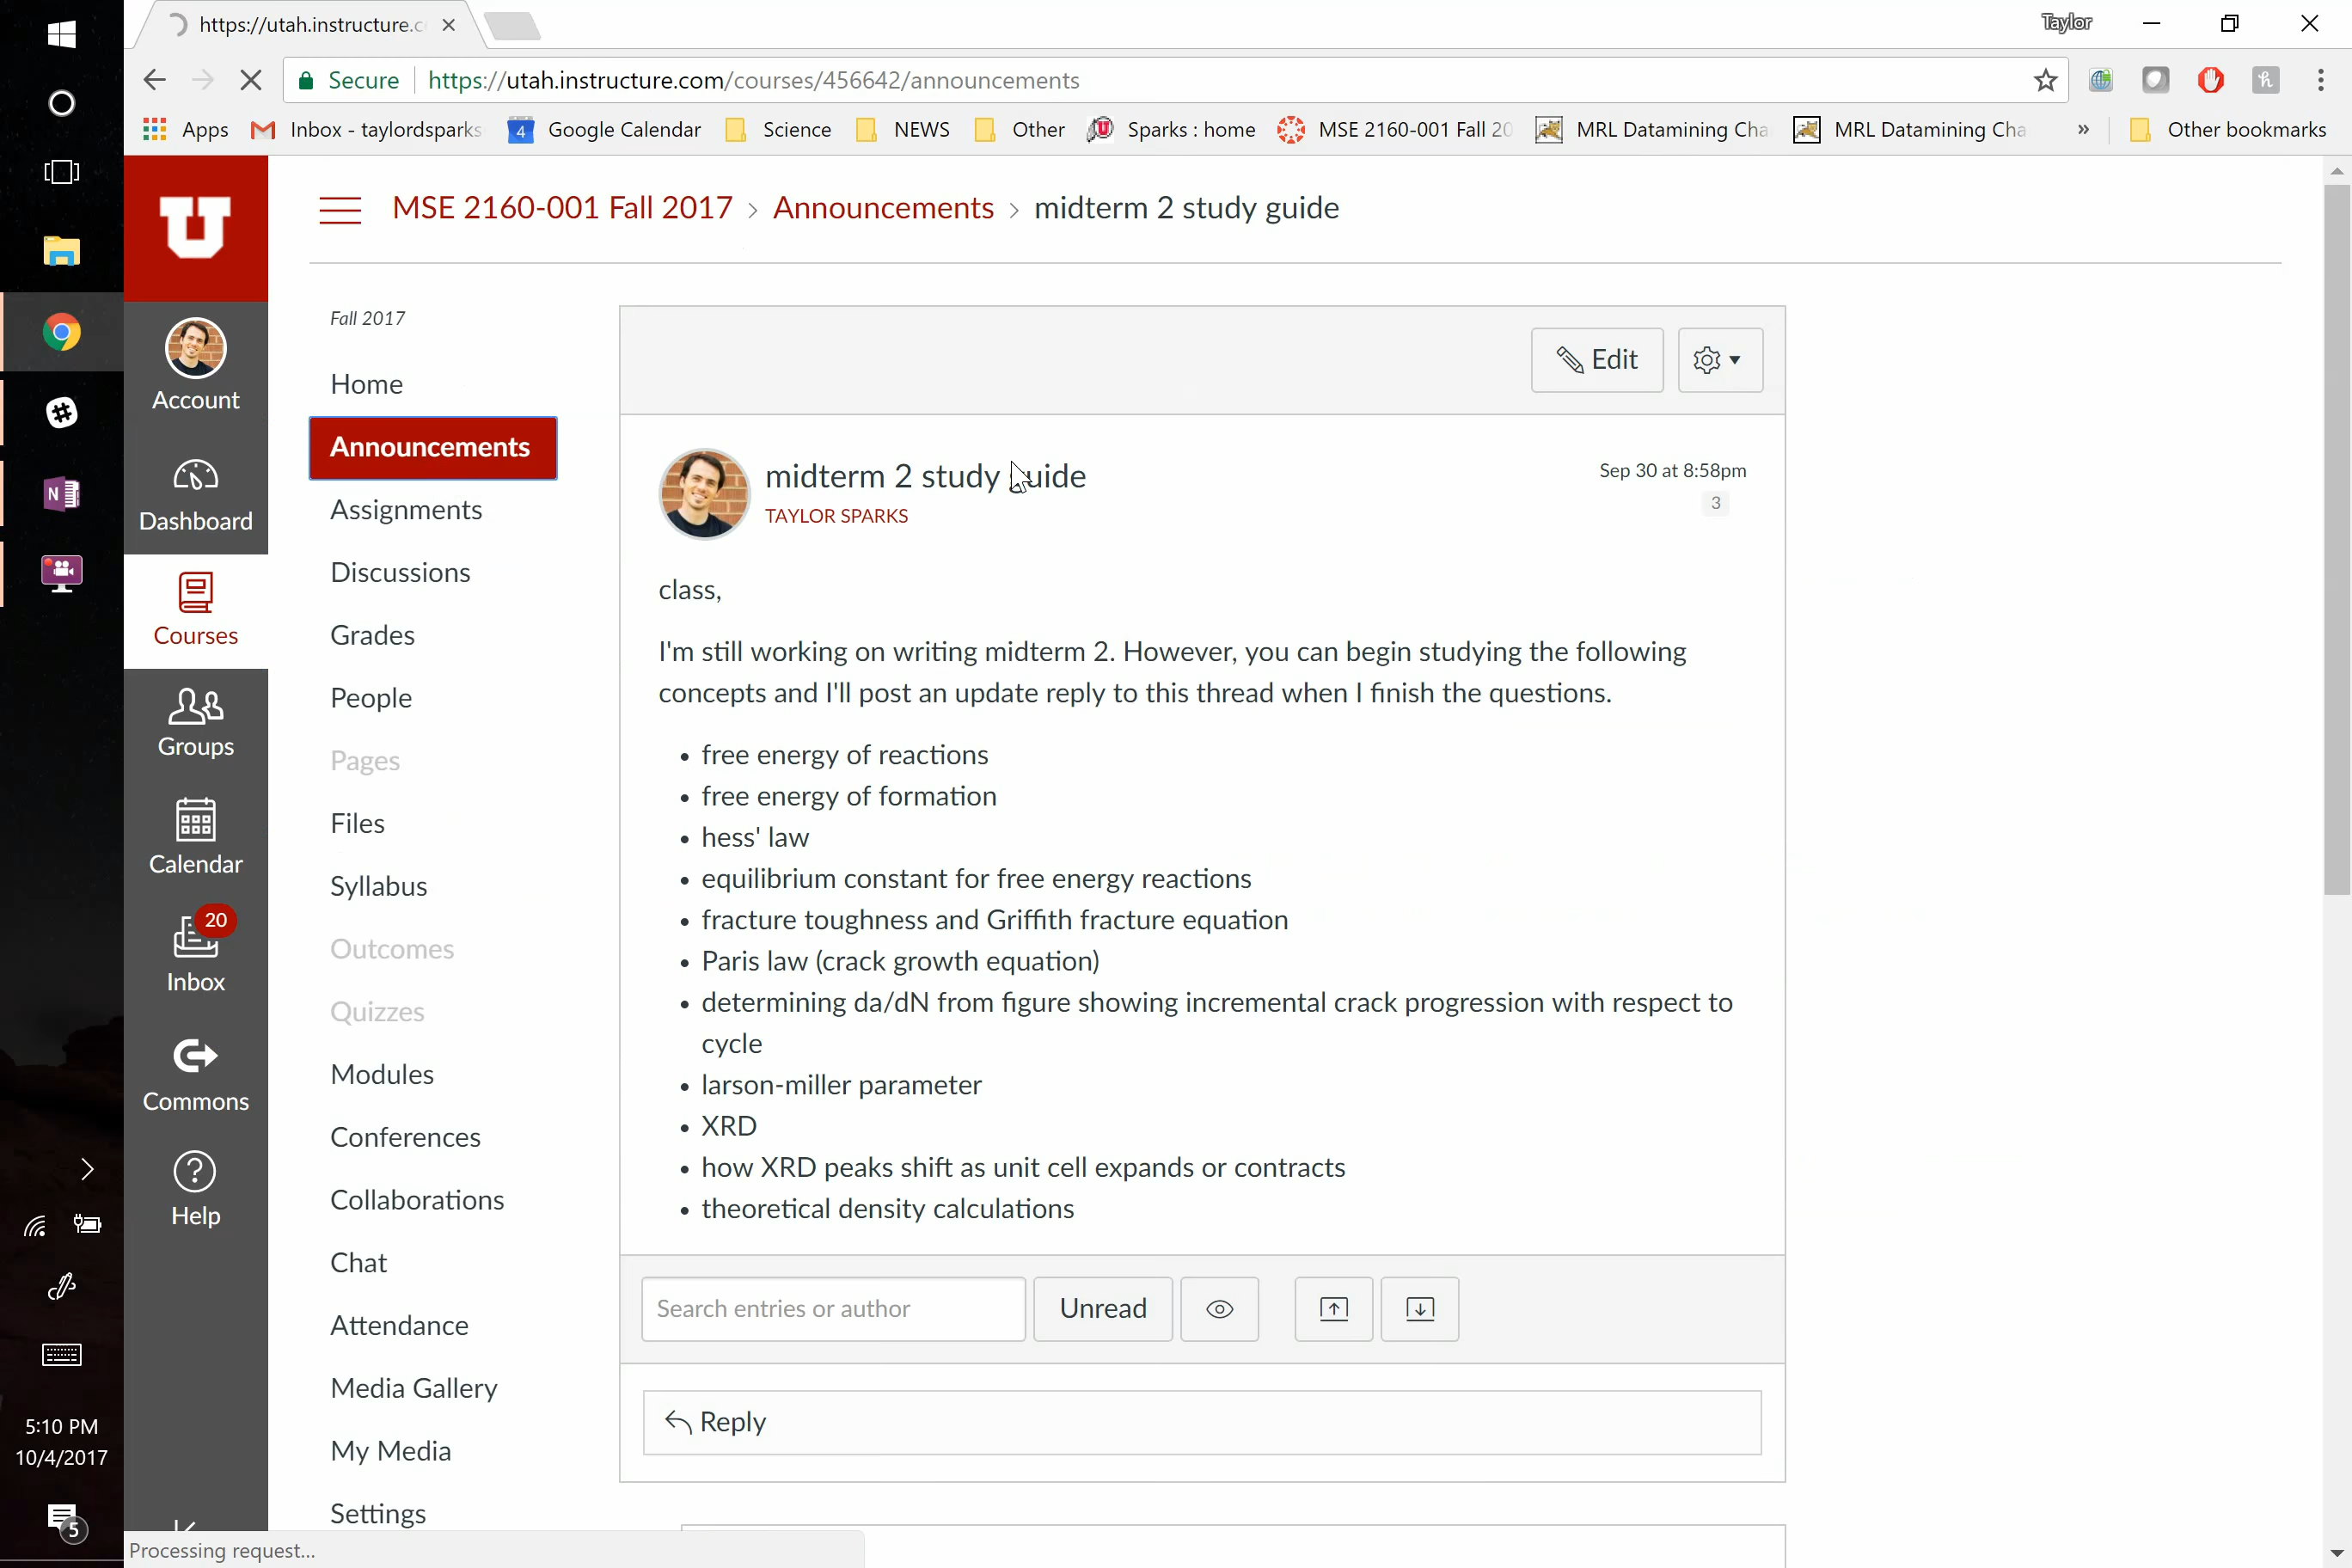 https://utah.instructure.c
Taylor
Secure https://utah.instructure.com/courses/456642/announcements
Apps Inbox - taylordsparks 4 Google Calendar Science NEWS Other Sparks : home MSE 2160-001 Fall 20 MRL Datamining Cha MRL Datamining Cha » Other bookmarks
U
MSE 2160-001 Fall 2017 > Announcements > midterm 2 study guide
Account
Dashboard
Courses
Groups
Calendar
20
Inbox
Commons
Help
Fall 2017
Home
Announcements
Assignments
Discussions
Grades
People
Pages
Files
Syllabus
Outcomes
Quizzes
Modules
Conferences
Collaborations
Chat
Attendance
Media Gallery
My Media
Settings
Edit
midterm 2 study guide
TAYLOR SPARKS
Sep 30 at 8:58pm
3
class,
I'm still working on writing midterm 2. However, you can begin studying the following
concepts and I'll post an update reply to this thread when I finish the questions.
• free energy of reactions
• free energy of formation
• hess' law
• equilibrium constant for free energy reactions
• fracture toughness and Griffith fracture equation
• Paris law (crack growth equation)
• determining da/dN from figure showing incremental crack progression with respect to
cycle
• larson-miller parameter
• XRD
• how XRD peaks shift as unit cell expands or contracts
• theoretical density calculations
Search entries or author
Unread
Reply
Processing request...
5:10 PM
10/4/2017
5